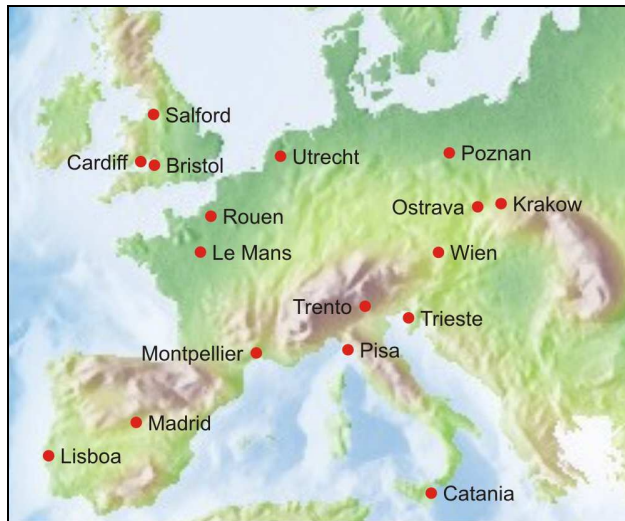 Salford
Cardiff
Bristol
Utrecht
Poznan
Rouen
Ostrava
Krakow
Le Mans
Wien
Trento
Trieste
Montpellier
Pisa
Madrid
Lisboa
Catania